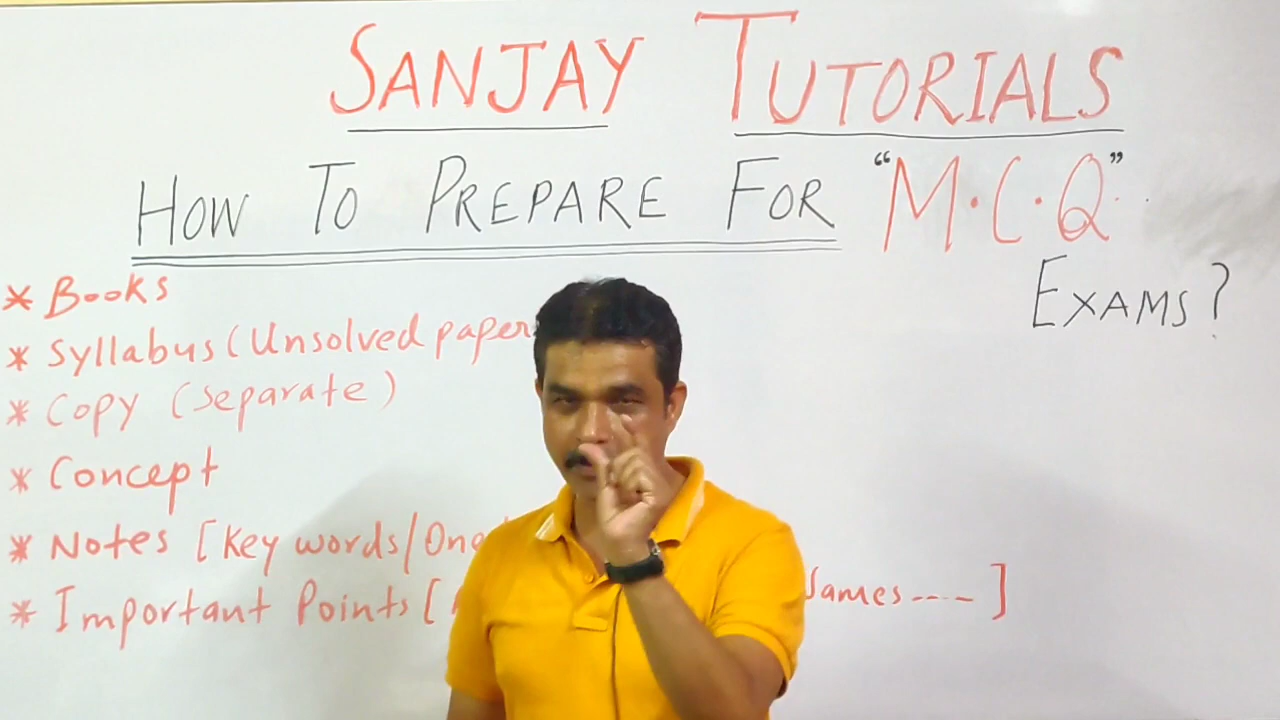 SANJAY TUTORIALS
HOW TO PREPARE FOR "M.C.Q"
EXAMS?
* Books
* Syllabus (Unsolved paper
* Copy (Separate)
* Concept
* Notes [Key words/One
* Important Points [ Names ---- ]